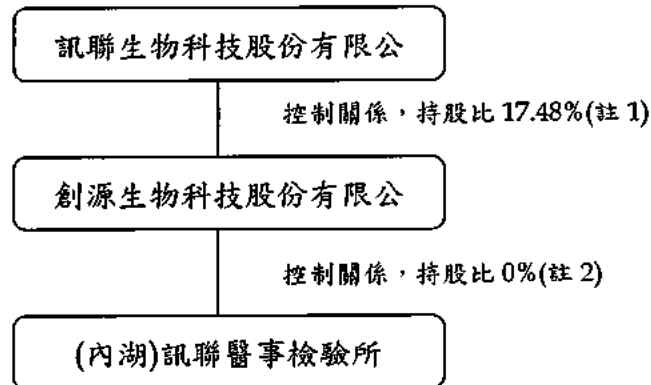 訊聯生物科技股份有限公
控制關係，持股比 17.48%(註 1)
創源生物科技股份有限公
控制關係，持股比 0%(註 2)
(內湖)訊聯醫事檢驗所